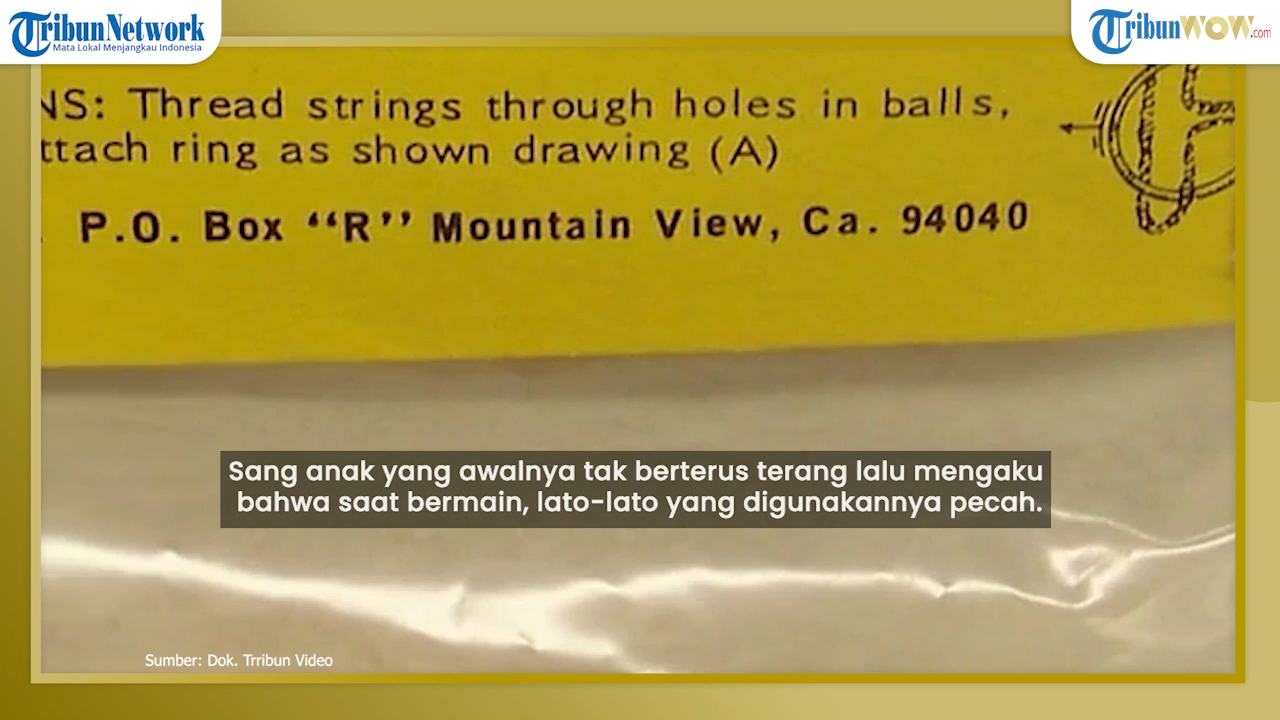 TribunNetwork
Mata Lokal Menjangkau Indonesia
TribunWOW.com
NS: Thread strings through holes in balls,
ttach ring as shown drawing (A)
. P.O. Box “R” Mountain View, Ca. 94040
Sang anak yang awalnya tak berterus terang lalu mengaku
bahwa saat bermain, lato-lato yang digunakannya pecah.
Sumber: Dok. Trribun Video